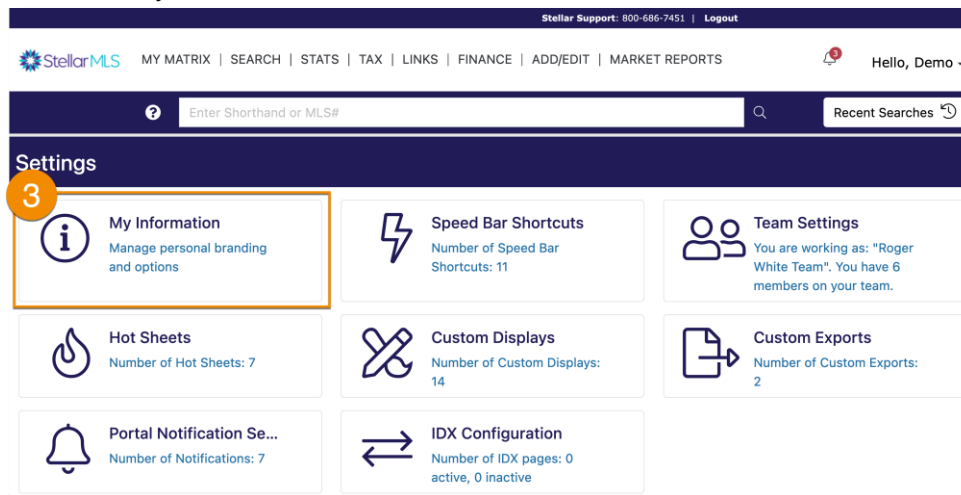 Stellar Support: 800-686-7451 | Logout
StellarMLS MY MATRIX | SEARCH | STATS | TAX | LINKS | FINANCE | ADD/EDIT | MARKET REPORTS 3 Hello, Demo
? Enter Shorthand or MLS# Recent Searches
Settings
3
My Information
Manage personal branding
and options
Speed Bar Shortcuts
Number of Speed Bar
Shortcuts: 11
Team Settings
You are working as: "Roger
White Team". You have 6
members on your team.
Hot Sheets
Number of Hot Sheets: 7
Custom Displays
Number of Custom Displays:
14
Custom Exports
Number of Custom Exports:
2
Portal Notification Se...
Number of Notifications: 7
IDX Configuration
Number of IDX pages: 0
active, 0 inactive